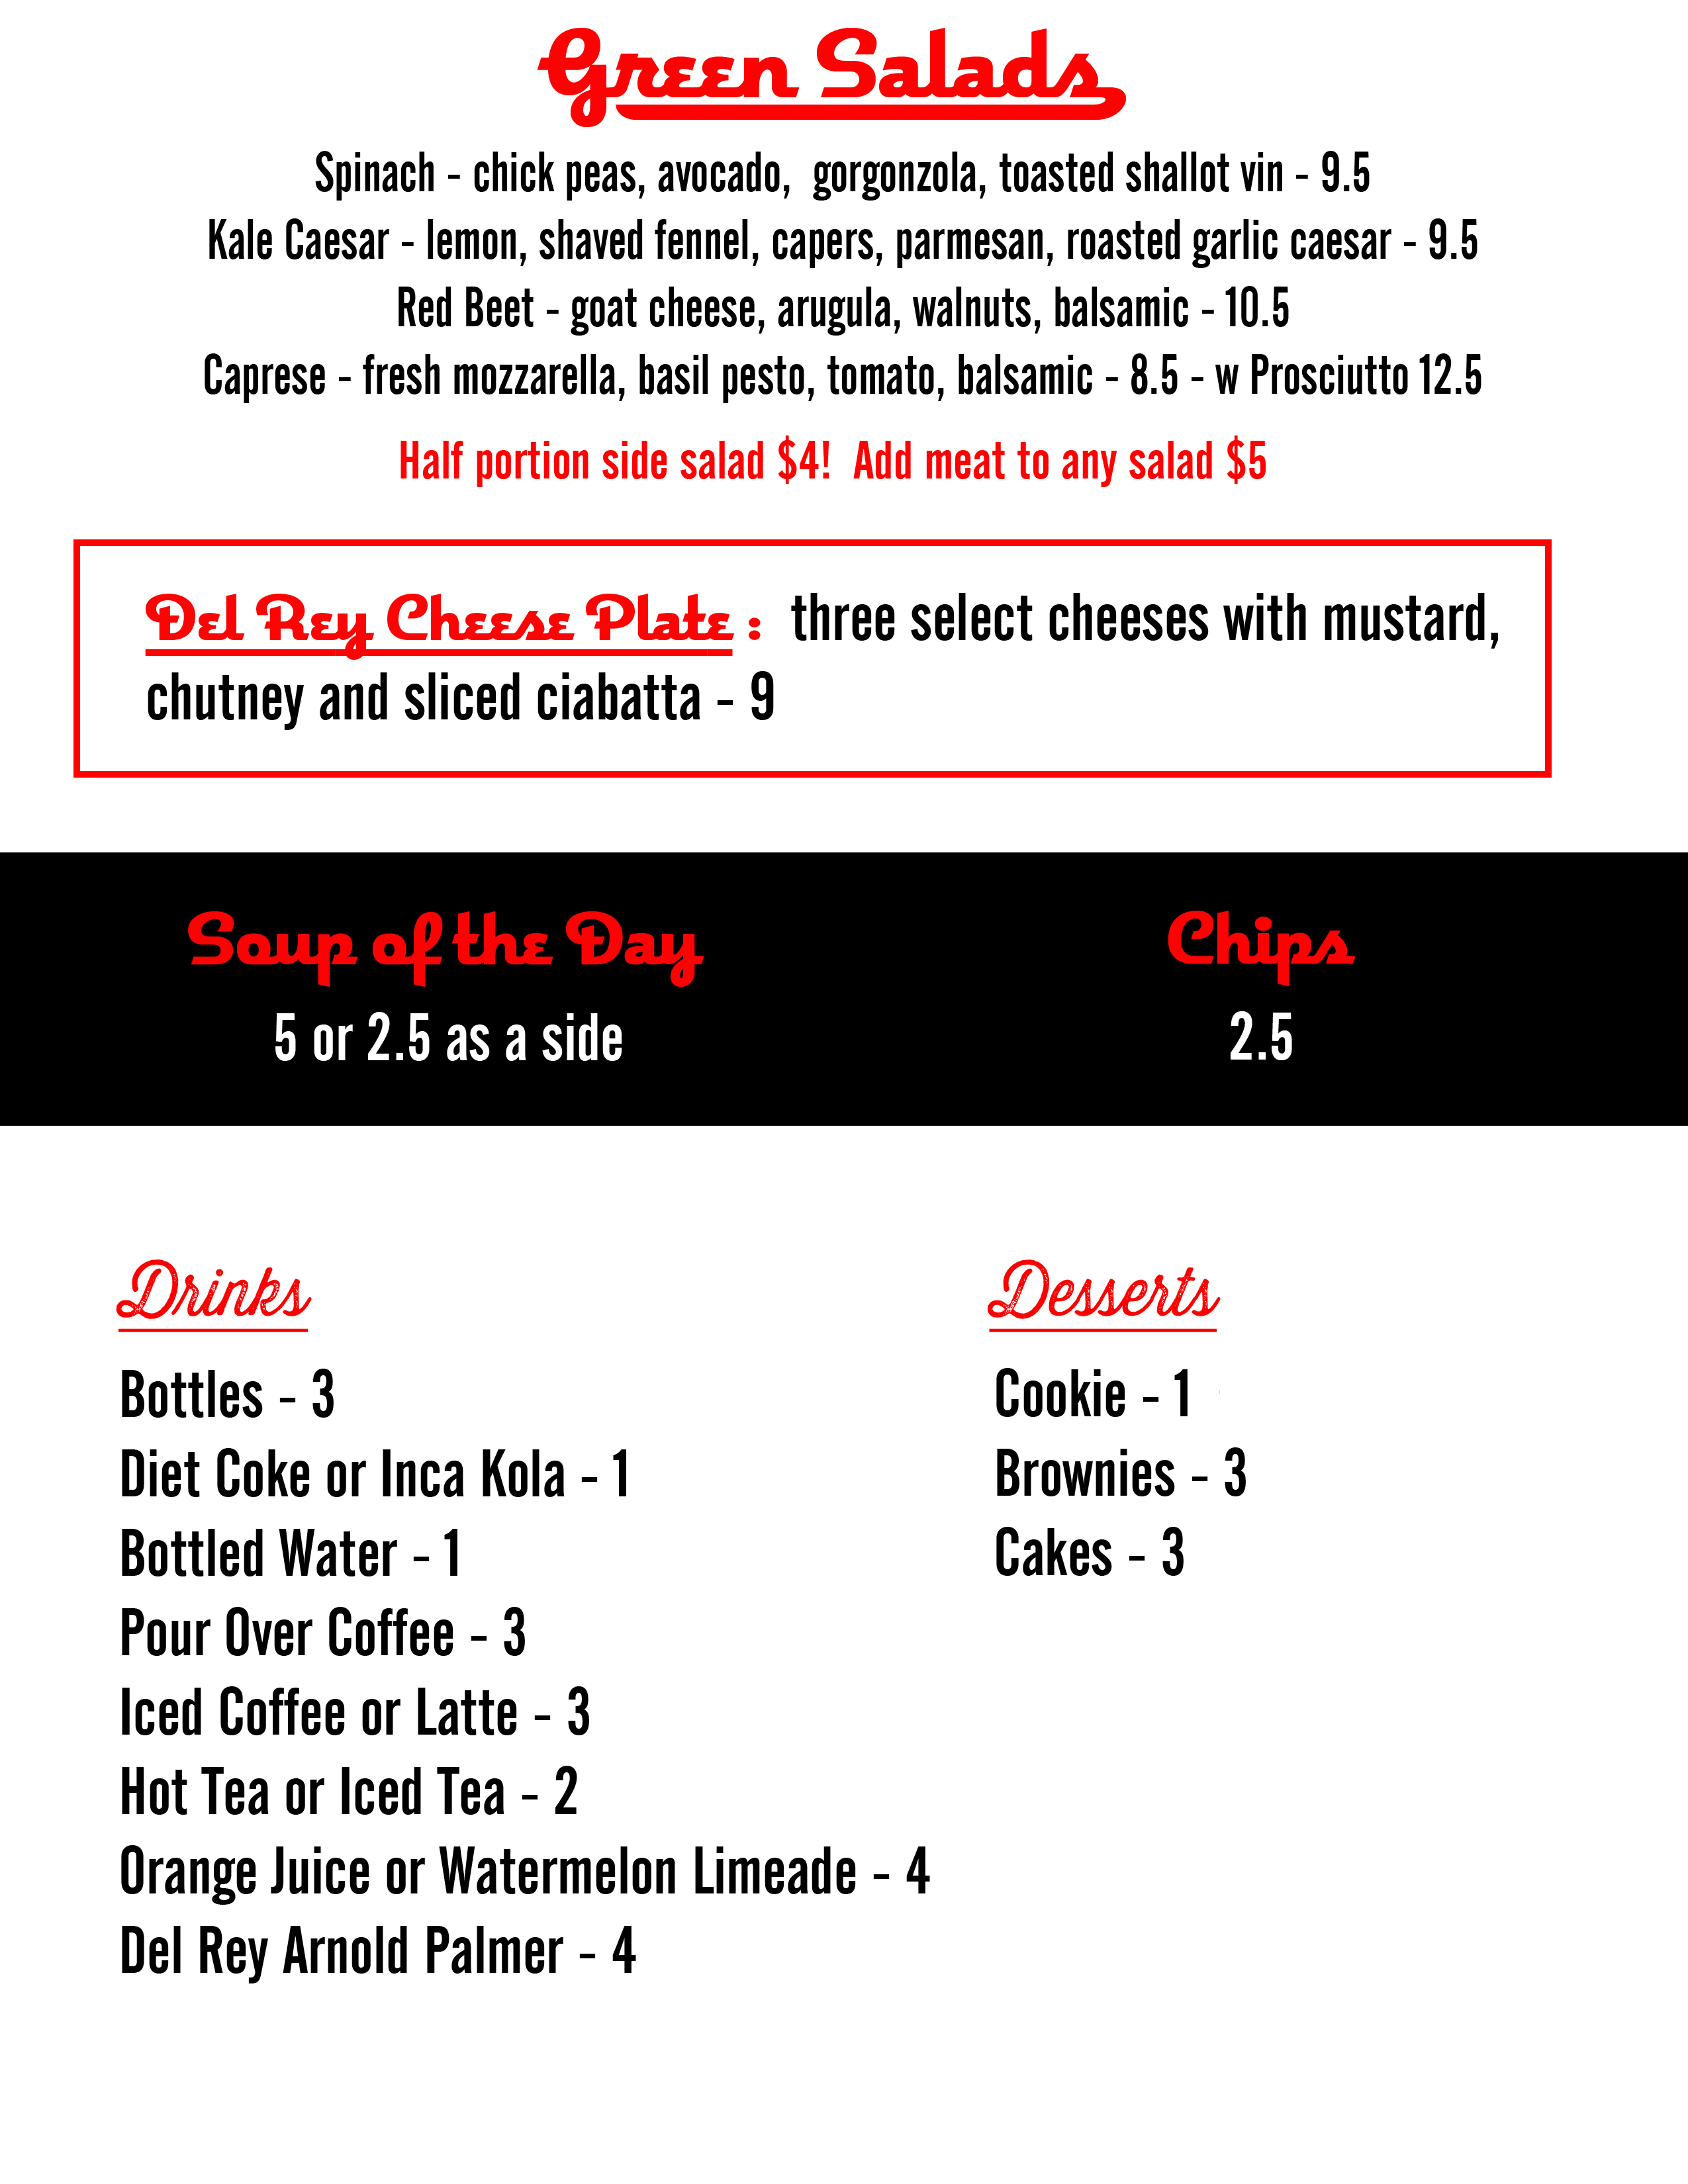 Green Salads
Spinach - chick peas, avocado,  gorgonzola, toasted shallot vin - 9.5
Kale Caesar - lemon, shaved fennel, capers, parmesan, roasted garlic caesar - 9.5
Red Beet - goat cheese, arugula, walnuts, balsamic - 10.5
Caprese - fresh mozzarella, basil pesto, tomato, balsamic - 8.5 - w Prosciutto 12.5
Half portion side salad $4!  Add meat to any salad $5
Del Rey Cheese Plate :  three select cheeses with mustard,
chutney and sliced ciabatta - 9
Soup of the Day
5 or 2.5 as a side
Chips
2.5
Drinks
Bottles - 3
Diet Coke or Inca Kola - 1
Bottled Water - 1
Pour Over Coffee - 3
Iced Coffee or Latte - 3
Hot Tea or Iced Tea - 2
Orange Juice or Watermelon Limeade - 4
Del Rey Arnold Palmer - 4
Desserts
Cookie - 1
Brownies - 3
Cakes - 3